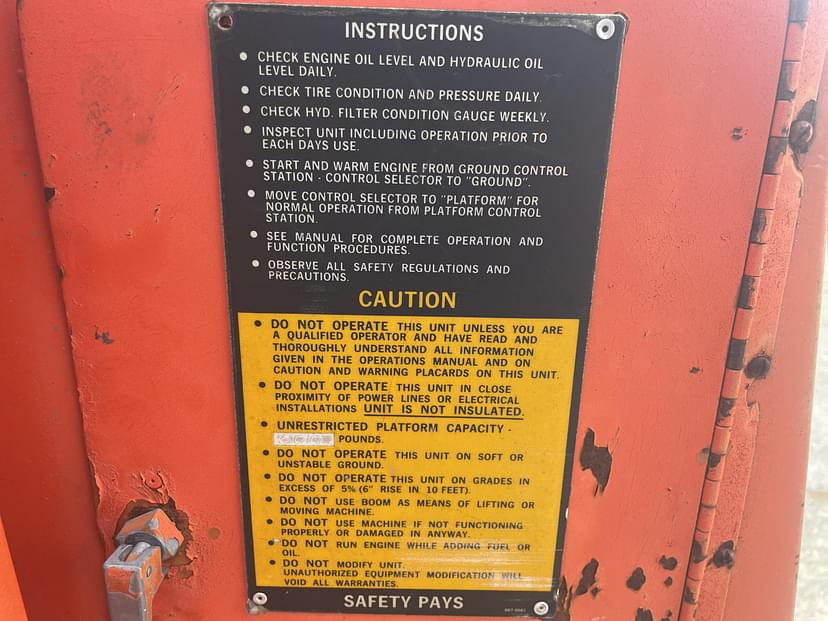 INSTRUCTIONS
• CHECK ENGINE OIL LEVEL AND HYDRAULIC OIL
LEVEL DAILY.
• CHECK TIRE CONDITION AND PRESSURE DAILY.
• CHECK HYD. FILTER CONDITION GAUGE WEEKLY.
• INSPECT UNIT INCLUDING OPERATION PRIOR TO
EACH DAYS USE.
• START AND WARM ENGINE FROM GROUND CONTROL
STATION - CONTROL SELECTOR TO "GROUND".
• MOVE CONTROL SELECTOR TO "PLATFORM" FOR
NORMAL OPERATION FROM PLATFORM CONTROL
STATION.
• SEE MANUAL FOR COMPLETE OPERATION AND
FUNCTION PROCEDURES.
• OBSERVE ALL SAFETY REGULATIONS AND
PRECAUTIONS.
CAUTION
• DO NOT OPERATE THIS UNIT UNLESS YOU ARE
A QUALIFIED OPERATOR AND HAVE READ AND
THOROUGHLY UNDERSTAND ALL INFORMATION
GIVEN IN THE OPERATIONS MANUAL AND ON
CAUTION AND WARNING PLACARDS ON THIS UNIT.
• DO NOT OPERATE THIS UNIT IN CLOSE
PROXIMITY OF POWER LINES OR ELECTRICAL
INSTALLATIONS UNIT IS NOT INSULATED.
• UNRESTRICTED PLATFORM CAPACITY -
POUNDS.
• DO NOT OPERATE THIS UNIT ON SOFT OR
UNSTABLE GROUND.
• DO NOT OPERATE THIS UNIT ON GRADES IN
EXCESS OF 5% (6" RISE IN 10 FEET).
• DO NOT USE BOOM AS MEANS OF LIFTING OR
MOVING MACHINE.
• DO NOT USE MACHINE IF NOT FUNCTIONING
PROPERLY OR DAMAGED IN ANYWAY.
• DO NOT RUN ENGINE WHILE ADDING FUEL OR
OIL.
• DO NOT MODIFY UNIT.
UNAUTHORIZED EQUIPMENT MODIFICATION WILL
VOID ALL WARRANTIES.
SAFETY PAYS